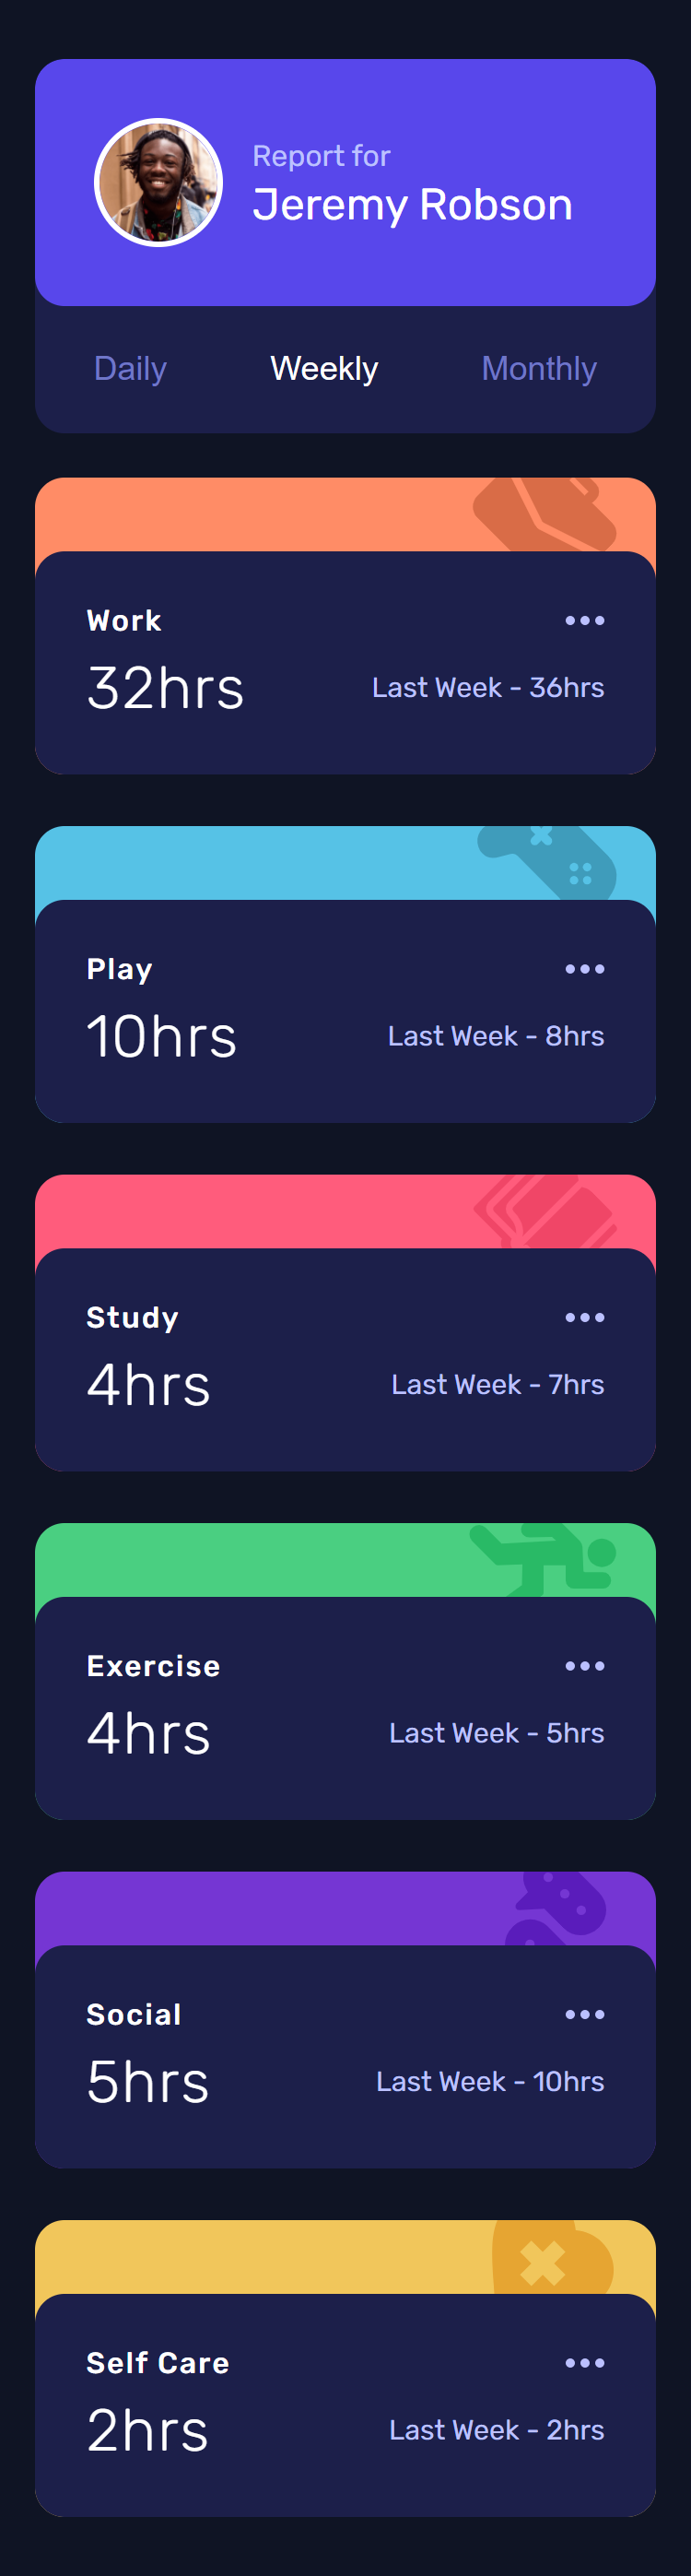 Report for
Jeremy Robson
Daily Weekly Monthly
Work
32hrs Last Week - 36hrs
Play
10hrs Last Week - 8hrs
Study
4hrs Last Week - 7hrs
Exercise
4hrs Last Week - 5hrs
Social
5hrs Last Week - 10hrs
Self Care
2hrs Last Week - 2hrs